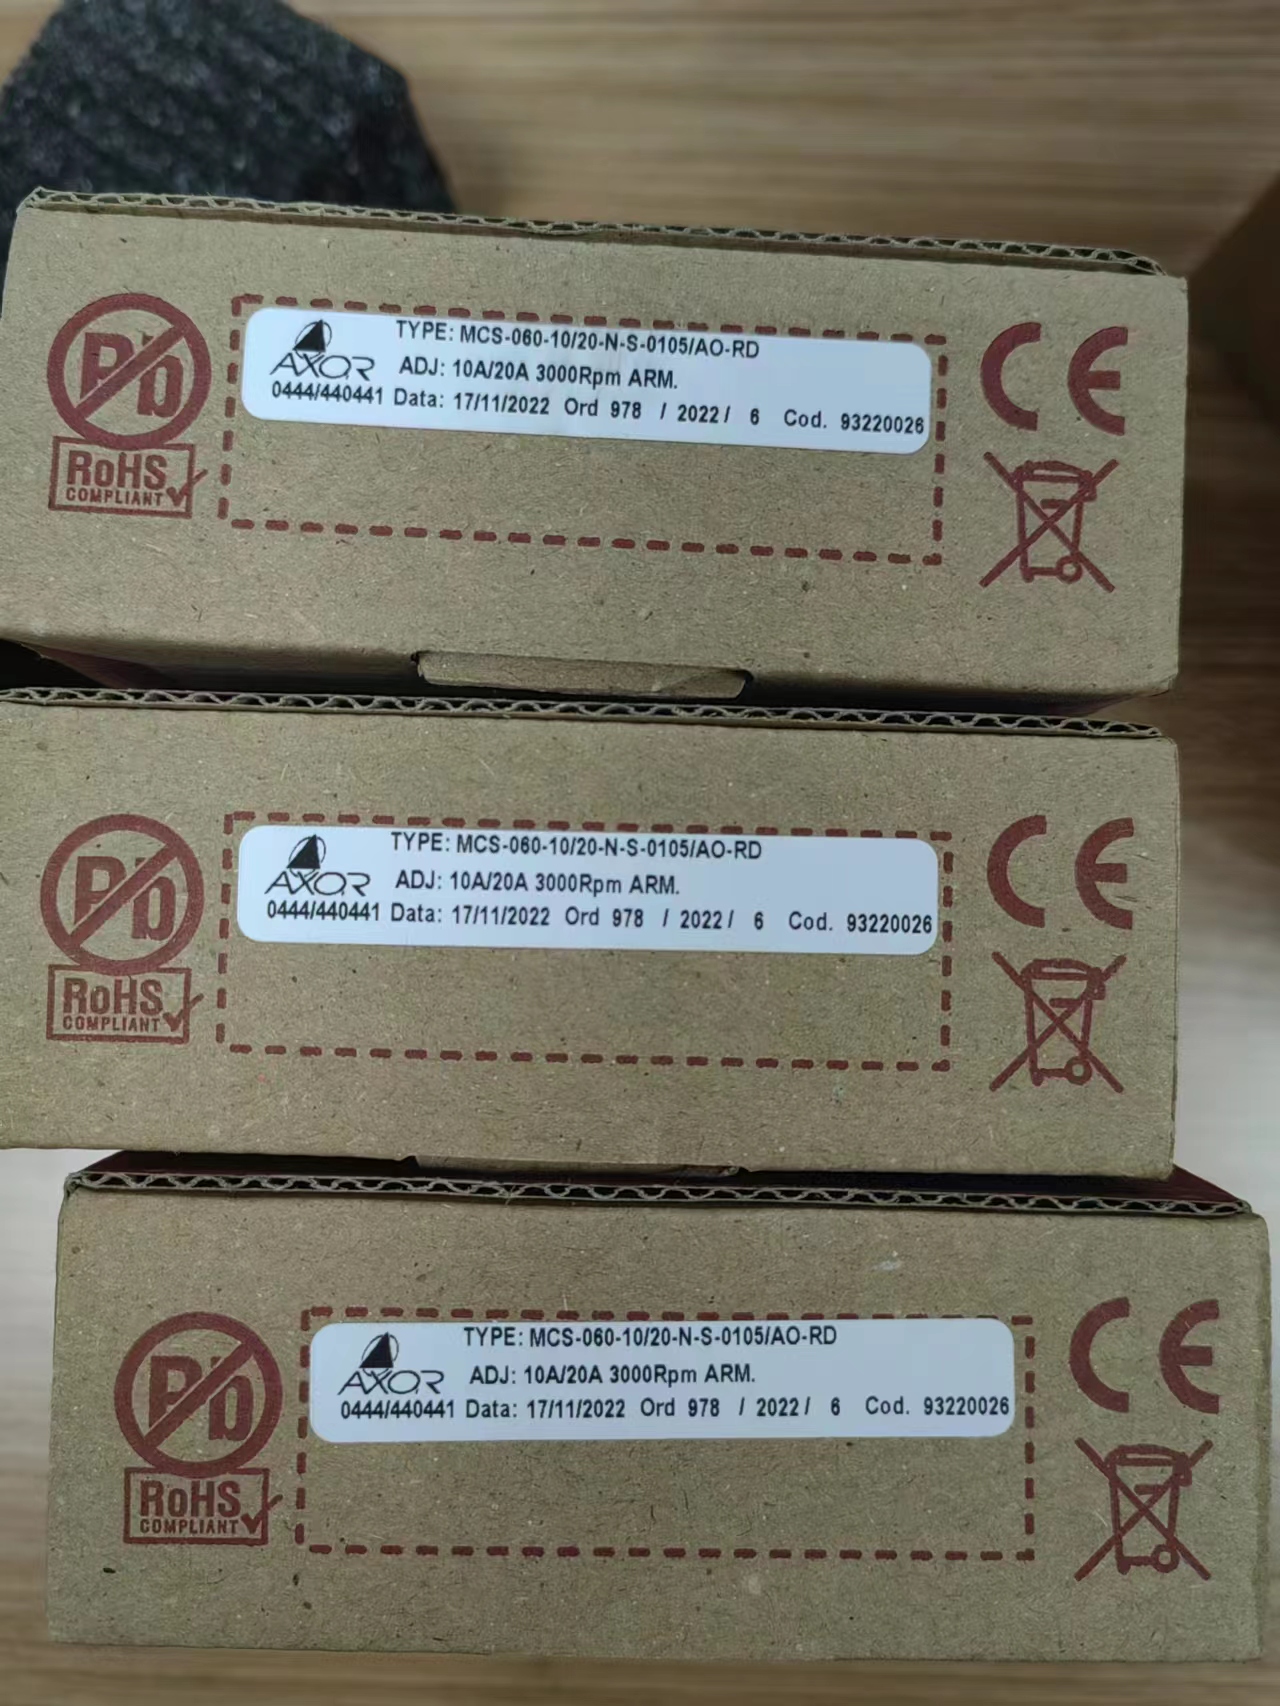 Pb
RoHS
COMPLIANT
AXOR
0444/440441
TYPE: MCS-060-10/20-N-S-0105/AO-RD
ADJ: 10A/20A 3000Rpm ARM.
Data: 17/11/2022 Ord 978 / 2022 / 6 Cod. 93220026
CE
Pb
RoHS
COMPLIANT
AXOR
0444/440441
TYPE: MCS-060-10/20-N-S-0105/AO-RD
ADJ: 10A/20A 3000Rpm ARM.
Data: 17/11/2022 Ord 978 / 2022 / 6 Cod. 93220026
CE
Pb
RoHS
COMPLIANT
AXOR
0444/440441
TYPE: MCS-060-10/20-N-S-0105/AO-RD
ADJ: 10A/20A 3000Rpm ARM.
Data: 17/11/2022 Ord 978 / 2022 / 6 Cod. 93220026
CE